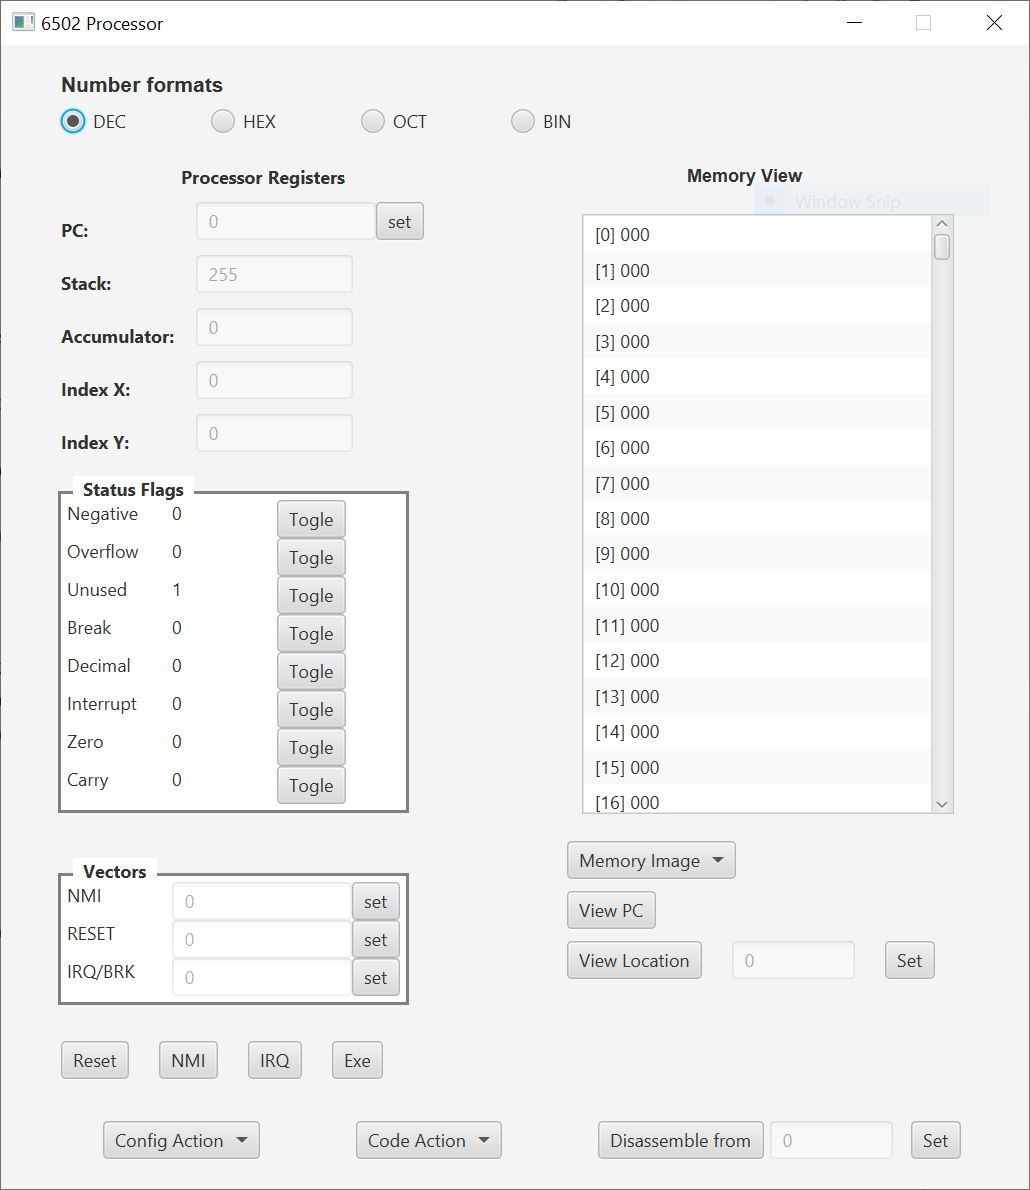 6502 Processor
Number formats
DEC HEX OCT BIN
Processor Registers
PC: 0 set
Stack: 255
Accumulator: 0
Index X: 0
Index Y: 0
Status Flags
Negative 0 Togle
Overflow 0 Togle
Unused 1 Togle
Break 0 Togle
Decimal 0 Togle
Interrupt 0 Togle
Zero 0 Togle
Carry 0 Togle
Vectors
NMI 0 set
RESET 0 set
IRQ/BRK 0 set
Reset NMI IRQ Exe
Memory View
Window Snip
[0] 000
[1] 000
[2] 000
[3] 000
[4] 000
[5] 000
[6] 000
[7] 000
[8] 000
[9] 000
[10] 000
[11] 000
[12] 000
[13] 000
[14] 000
[15] 000
[16] 000
Memory Image
View PC
View Location 0 Set
Config Action Code Action Disassemble from 0 Set